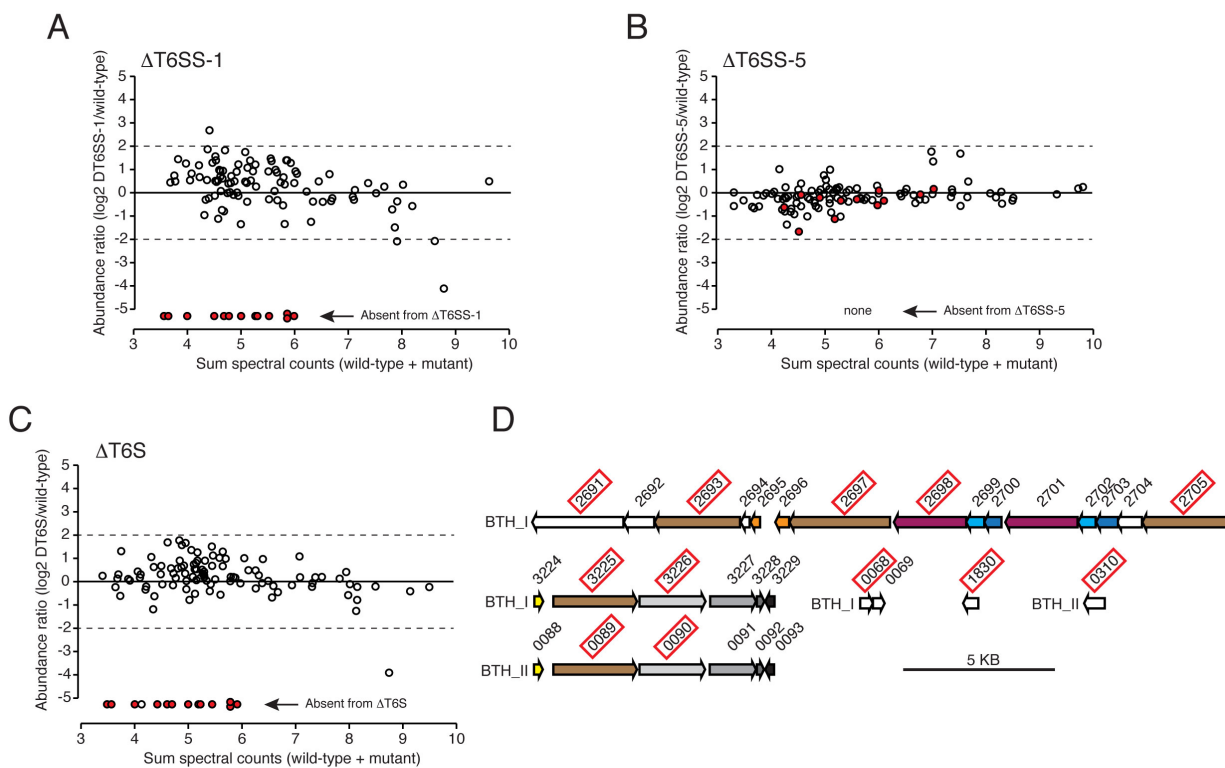 A
ΔT6SS-1
Abundance ratio (log2 DT6SS-1/wild-type)
5
4
3
2
1
0
-1
-2
-3
-4
-5
Absent from ΔT6SS-1
3 4 5 6 7 8 9 10
Sum spectral counts (wild-type + mutant)
B
ΔT6SS-5
Abundance ratio (log2 DT6SS-5/wild-type)
5
4
3
2
1
0
-1
-2
-3
-4
-5
none Absent from ΔT6SS-5
3 4 5 6 7 8 9 10
Sum spectral counts (wild-type + mutant)
C
ΔT6S
Abundance ratio (log2 DT6S/wild-type)
5
4
3
2
1
0
-1
-2
-3
-4
-5
Absent from ΔT6S
3 4 5 6 7 8 9 10
Sum spectral counts (wild-type + mutant)
D
2691 2692 2693 2694 2695 2696 2697 2698 2699 2700 2701 2702 2703 2704 2705
BTH_I
3224 3225 3226 3227 3228 3229
BTH_I
0068 0069 1830
BTH_I
0310
BTH_II
0088 0089 0090 0091 0092 0093
BTH_II
5 KB